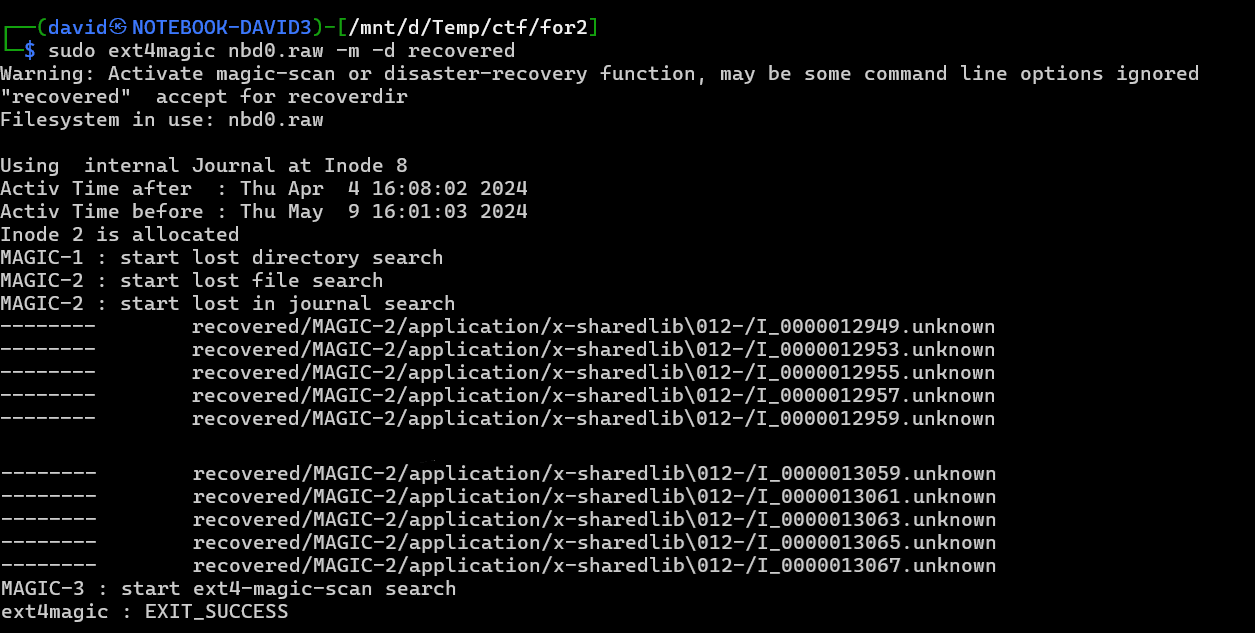 ┌──(david㉿NOTEBOOK-DAVID3)-[/mnt/d/Temp/ctf/for2]
└─$ sudo ext4magic nbd0.raw -m -d recovered
Warning: Activate magic-scan or disaster-recovery function, may be some command line options ignored
"recovered"  accept for recoverdir
Filesystem in use: nbd0.raw

Using  internal Journal at Inode 8
Activ Time after  : Thu Apr  4 16:08:02 2024
Activ Time before : Thu May  9 16:01:03 2024
Inode 2 is allocated
MAGIC-1 : start lost directory search
MAGIC-2 : start lost file search
MAGIC-2 : start lost in journal search
--------        recovered/MAGIC-2/application/x-sharedlib\012-/I_0000012949.unknown
--------        recovered/MAGIC-2/application/x-sharedlib\012-/I_0000012953.unknown
--------        recovered/MAGIC-2/application/x-sharedlib\012-/I_0000012955.unknown
--------        recovered/MAGIC-2/application/x-sharedlib\012-/I_0000012957.unknown
--------        recovered/MAGIC-2/application/x-sharedlib\012-/I_0000012959.unknown

--------        recovered/MAGIC-2/application/x-sharedlib\012-/I_0000013059.unknown
--------        recovered/MAGIC-2/application/x-sharedlib\012-/I_0000013061.unknown
--------        recovered/MAGIC-2/application/x-sharedlib\012-/I_0000013063.unknown
--------        recovered/MAGIC-2/application/x-sharedlib\012-/I_0000013065.unknown
--------        recovered/MAGIC-2/application/x-sharedlib\012-/I_0000013067.unknown
MAGIC-3 : start ext4-magic-scan search
ext4magic : EXIT_SUCCESS